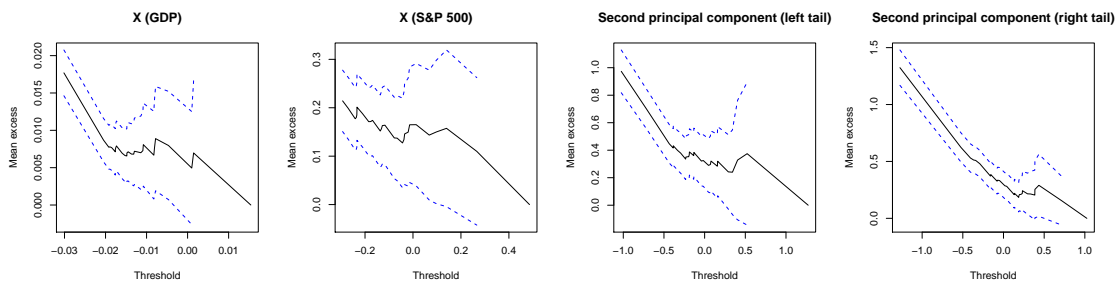 X (GDP)
Mean excess
0.020
0.015
0.010
0.005
0.000
−0.03 −0.02 −0.01 0.00 0.01
Threshold
X (S&P 500)
Mean excess
0.3
0.2
0.1
0.0
−0.2 0.0 0.2 0.4
Threshold
Second principal component (left tail)
Mean excess
1.0
0.8
0.6
0.4
0.2
0.0
−1.0 −0.5 0.0 0.5 1.0
Threshold
Second principal component (right tail)
Mean excess
1.5
1.0
0.5
0.0
−1.0 −0.5 0.0 0.5 1.0
Threshold